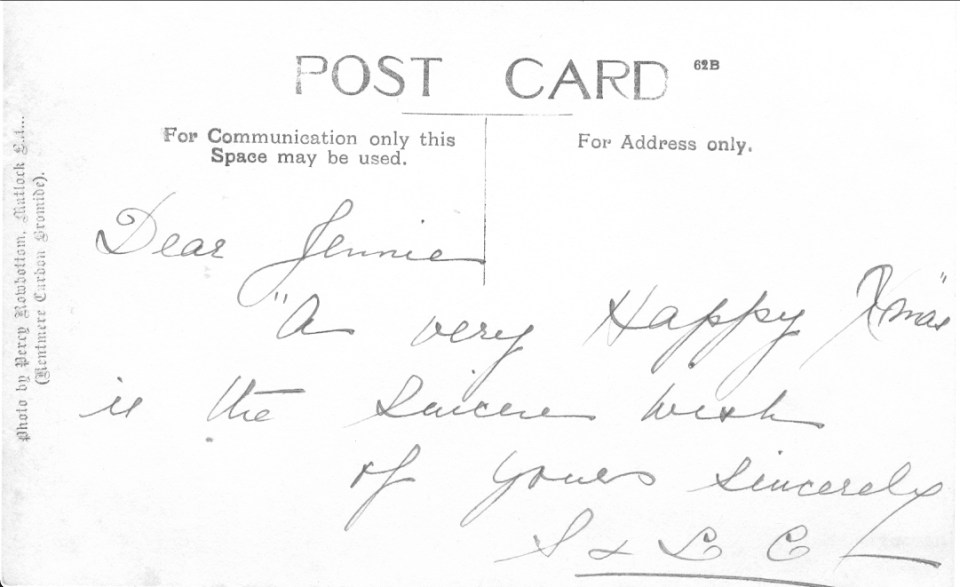 POST CARD 62B
For Communication only this
Space may be used.
For Address only.
Photo by Percy Rowbottom, Matlock
(Kentmere Carbon Bromide).
Dear Jennie
"A very Happy Xmas"
is the Sincere Wish
of yours sincerely
S & L C